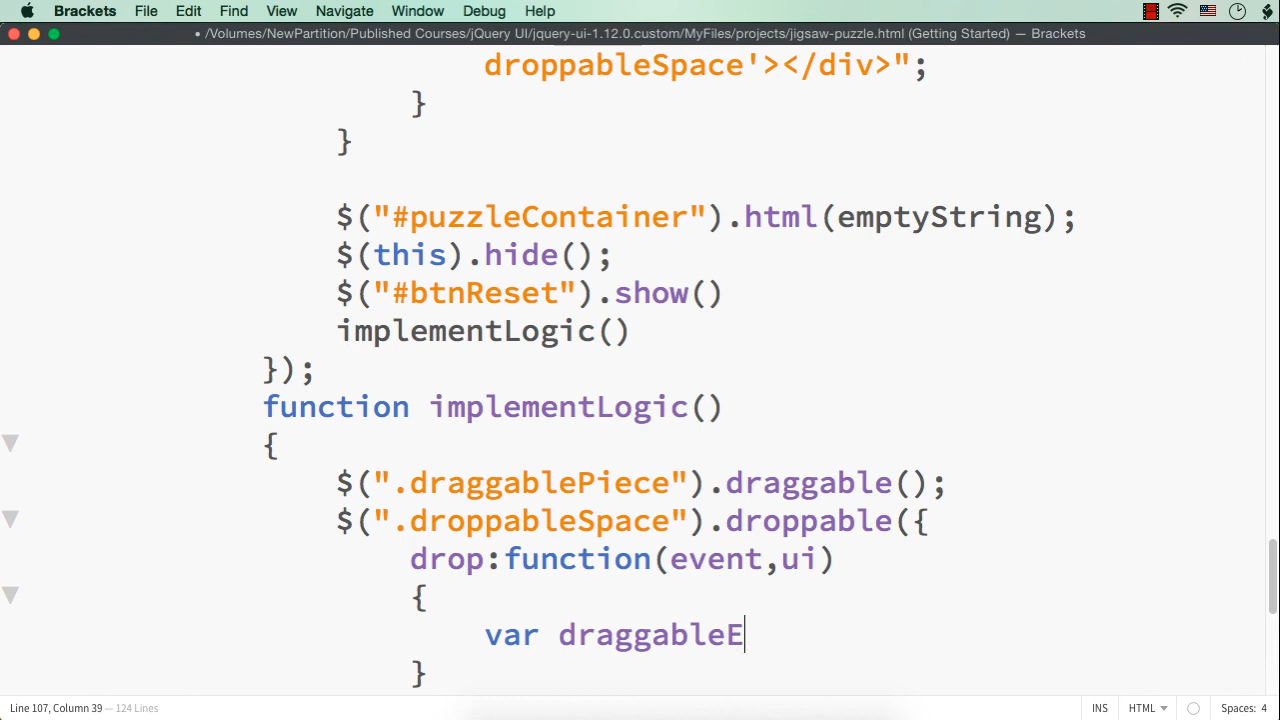 Brackets File Edit Find View Navigate Window Debug Help
• /Volumes/NewPartition/Published Courses/jQuery UI/jquery-ui-1.12.0.custom/MyFiles/projects/jigsaw-puzzle.html (Getting Started) — Brackets
droppableSpace'></div>";
}
}
$("#puzzleContainer").html(emptyString);
$(this).hide();
$("#btnReset").show()
implementLogic()
});
function implementLogic()
{
$(".draggablePiece").draggable();
$(".droppableSpace").droppable({
drop:function(event,ui)
{
var draggableE
}
Line 107, Column 39 — 124 Lines INS HTML Spaces: 4